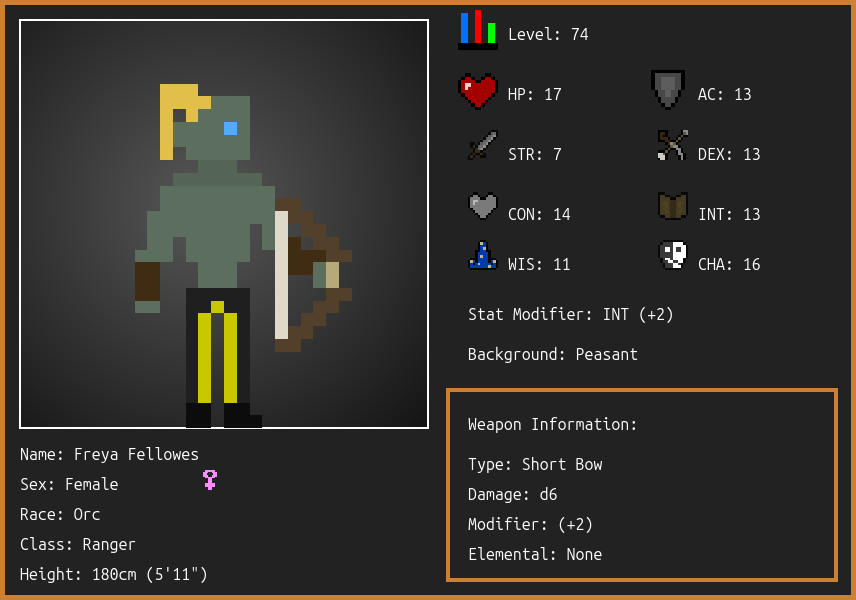 Level: 74
HP: 17
AC: 13
STR: 7
DEX: 13
CON: 14
INT: 13
WIS: 11
CHA: 16
Stat Modifier: INT (+2)
Background: Peasant
Weapon Information:
Type: Short Bow
Damage: d6
Modifier: (+2)
Elemental: None
Name: Freya Fellowes
Sex: Female
Race: Orc
Class: Ranger
Height: 180cm (5'11")